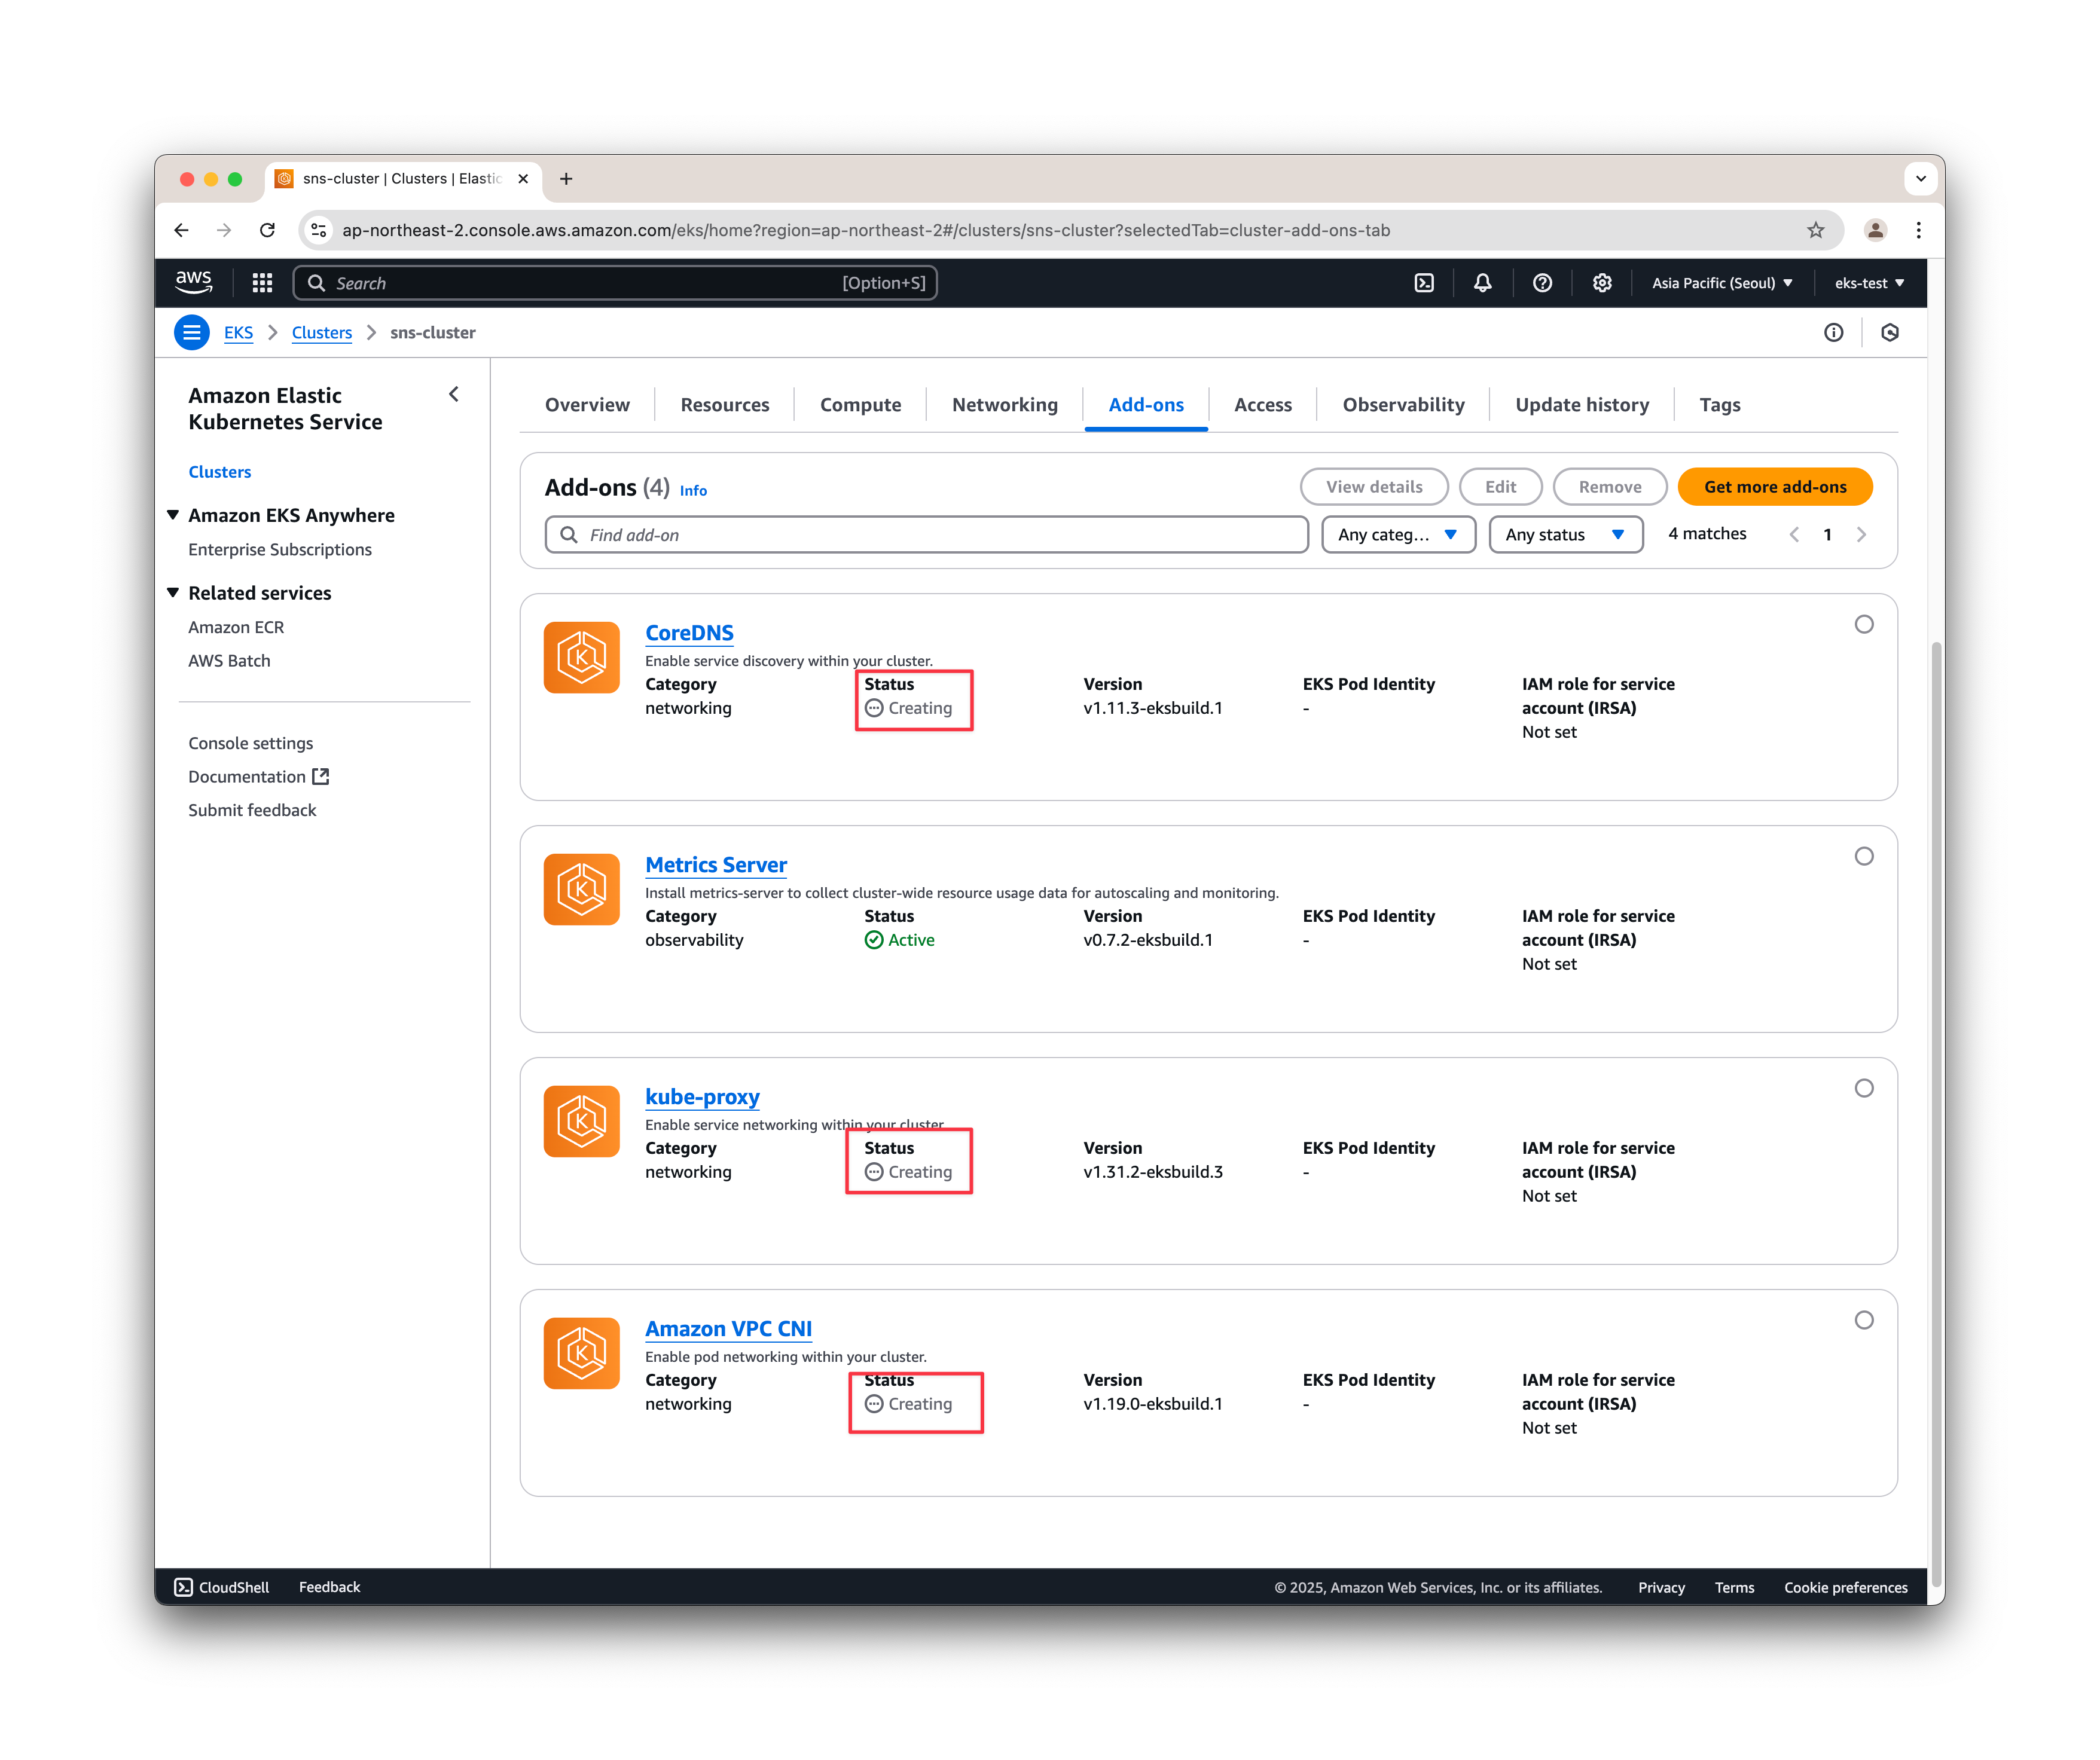 sns-cluster | Clusters | Elastic
ap-northeast-2.console.aws.amazon.com/eks/home?region=ap-northeast-2#/clusters/sns-cluster?selectedTab=cluster-add-ons-tab
aws
Search
[Option+S]
Asia Pacific (Seoul)
eks-test
EKS
Clusters
sns-cluster
Amazon Elastic
Kubernetes Service
Clusters
Amazon EKS Anywhere
Enterprise Subscriptions
Related services
Amazon ECR
AWS Batch
Console settings
Documentation
Submit feedback
Overview
Resources
Compute
Networking
Add-ons
Access
Observability
Update history
Tags
Add-ons (4) Info
View details
Edit
Remove
Get more add-ons
Find add-on
Any categ...
Any status
4 matches
1
CoreDNS
Enable service discovery within your cluster.
Category
networking
Status
Creating
Version
v1.11.3-eksbuild.1
EKS Pod Identity
-
IAM role for service
account (IRSA)
Not set
Metrics Server
Install metrics-server to collect cluster-wide resource usage data for autoscaling and monitoring.
Category
observability
Status
Active
Version
v0.7.2-eksbuild.1
EKS Pod Identity
-
IAM role for service
account (IRSA)
Not set
kube-proxy
Enable service networking within your cluster.
Category
networking
Status
Creating
Version
v1.31.2-eksbuild.3
EKS Pod Identity
-
IAM role for service
account (IRSA)
Not set
Amazon VPC CNI
Enable pod networking within your cluster.
Category
networking
Status
Creating
Version
v1.19.0-eksbuild.1
EKS Pod Identity
-
IAM role for service
account (IRSA)
Not set
CloudShell
Feedback
© 2025, Amazon Web Services, Inc. or its affiliates.
Privacy
Terms
Cookie preferences